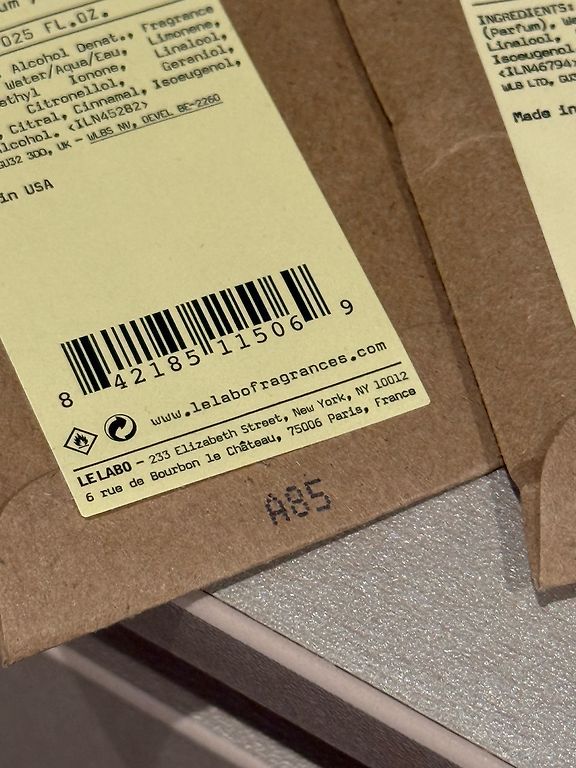 025 FL.OZ.
Alcohol Denat., Fragrance
Water/Aqua/Eau, Limonene,
Ionone, Linalool,
Citronellol, Geraniol,
Citral, Cinnamal, Isoeugenol,
Alcohol. <ILN45282>
GU32 3DD, UK - WLBS NV, OEVEL BE-2260
in USA
8 42185 11506 9
www.lelabofragrances.com
LE LABO - 233 Elizabeth Street, New York, NY 10012
6 rue de Bourbon le Château, 75006 Paris, France
A85
INGREDIENTS:
(Parfum),
Linalool,
Isoeugenol
<ILN46794>
WLB LTD,
Made in